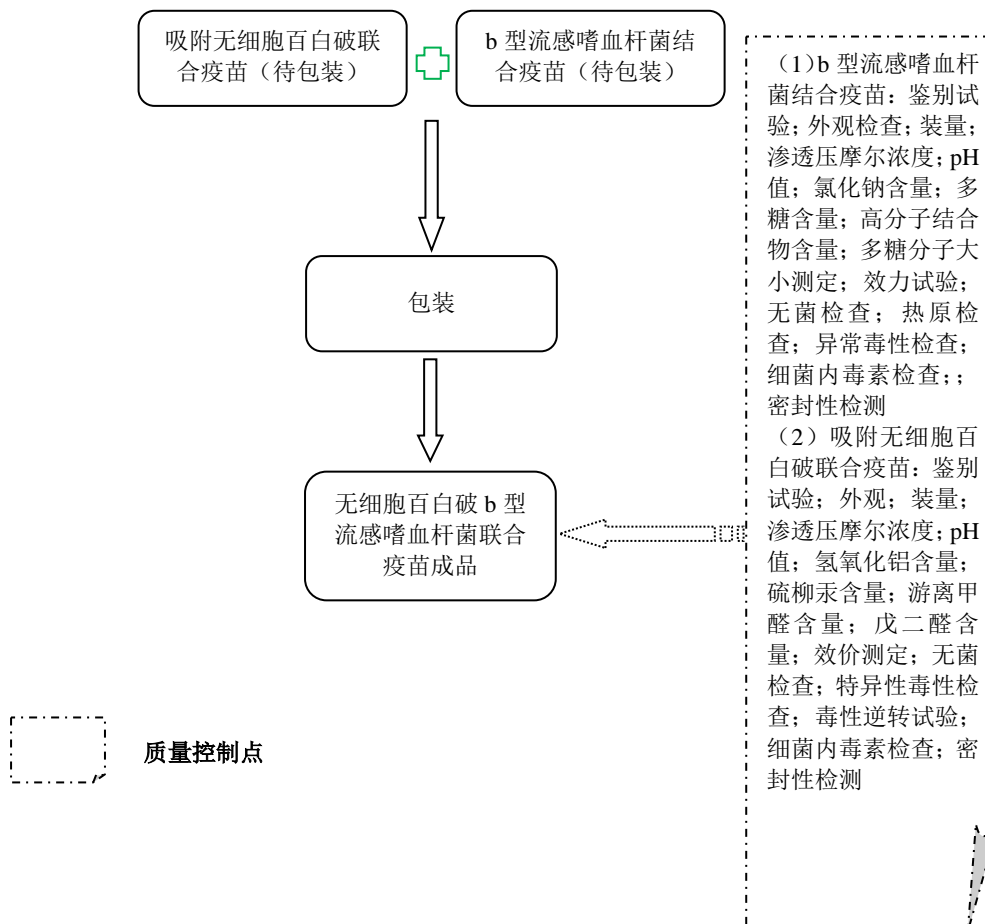 吸附无细胞百白破联
合疫苗（待包装）
b 型流感嗜血杆菌结
合疫苗（待包装）
包装
无细胞百白破 b 型
流感嗜血杆菌联合
疫苗成品
（1）b 型流感嗜血杆
菌结合疫苗：鉴别试
验；外观检查；装量；
渗透压摩尔浓度；pH
值；氯化钠含量；多
糖含量；高分子结合
物含量；多糖分子大
小测定；效力试验；
无菌检查；热原检
查；异常毒性检查；
细菌内毒素检查；；
密封性检测
（2）吸附无细胞百
白破联合疫苗：鉴别
试验；外观；装量；
渗透压摩尔浓度；pH
值；氢氧化铝含量；
硫柳汞含量；游离甲
醛含量；戊二醛含
量；效价测定；无菌
检查；特异性毒性检
查；毒性逆转试验；
细菌内毒素检查；密
封性检测
质量控制点